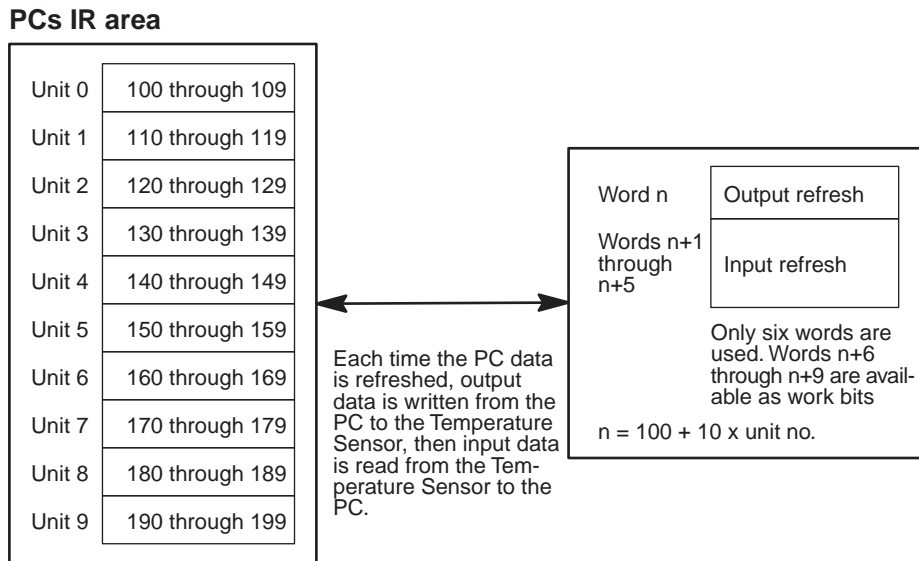 PCs IR area
Unit 0 100 through 109
Unit 1 110 through 119
Unit 2 120 through 129
Unit 3 130 through 139
Unit 4 140 through 149
Unit 5 150 through 159
Unit 6 160 through 169
Unit 7 170 through 179
Unit 8 180 through 189
Unit 9 190 through 199
Each time the PC data
is refreshed, output
data is written from the
PC to the Temperature
Sensor, then input data
is read from the Tem-
perature Sensor to the
PC.
Word n Output refresh
Words n+1
through
n+5
Input refresh
Only six words are
used. Words n+6
through n+9 are avail-
able as work bits
n = 100 + 10 x unit no.